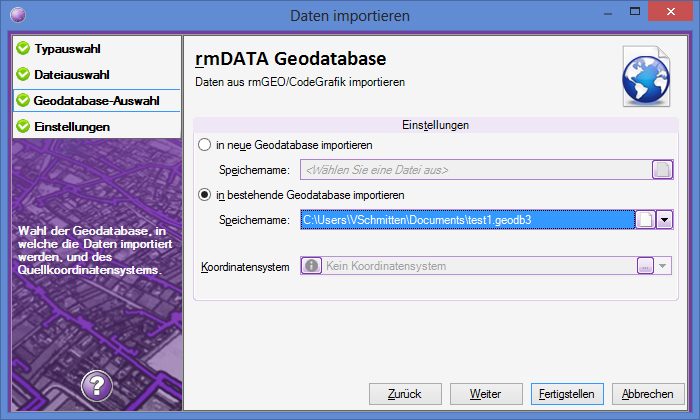 Daten importieren
Typauswahl
Dateiauswahl
Geodatabase-Auswahl
Einstellungen
Wahl der Geodatabase, in
welche die Daten importiert
werden, und des
Quellkoordinatensystems.
?
rmDATA Geodatabase
Daten aus rmGEO/CodeGrafik importieren
Einstellungen
in neue Geodatabase importieren
Speichername: <Wählen Sie eine Datei aus>
in bestehende Geodatabase importieren
Speichername: C:\Users\VSchmitten\Documents\test1.geodb3
Koordinatensystem Kein Koordinatensystem ...
Zurück Weiter Fertigstellen Abbrechen